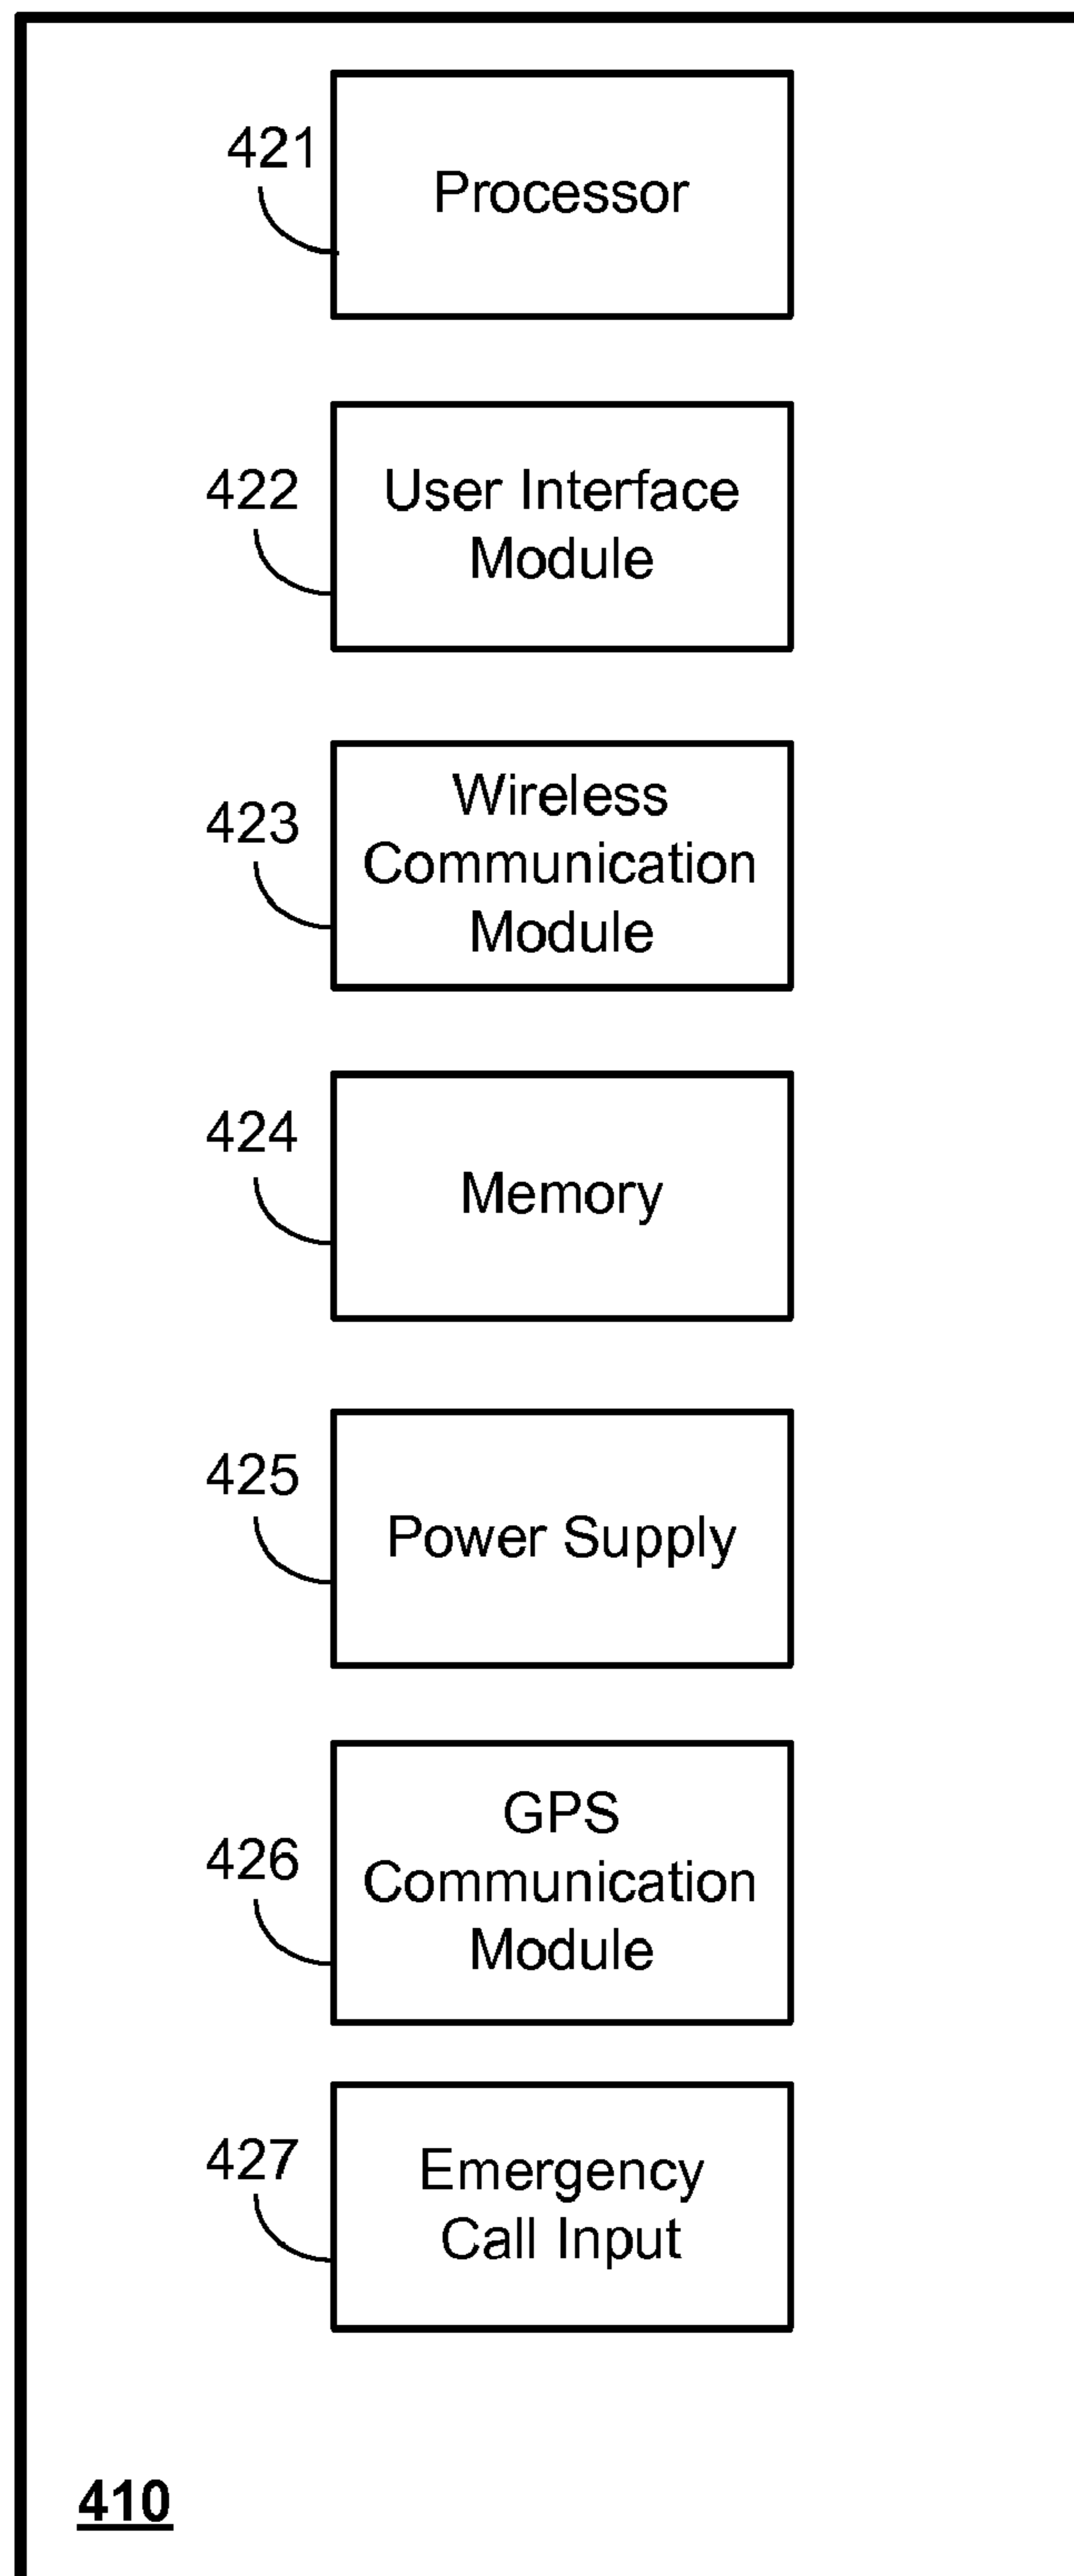 421
Processor
422
User Interface
Module
423
Wireless
Communication
Module
424
Memory
425
Power Supply
426
GPS
Communication
Module
427
Emergency
Call Input
410